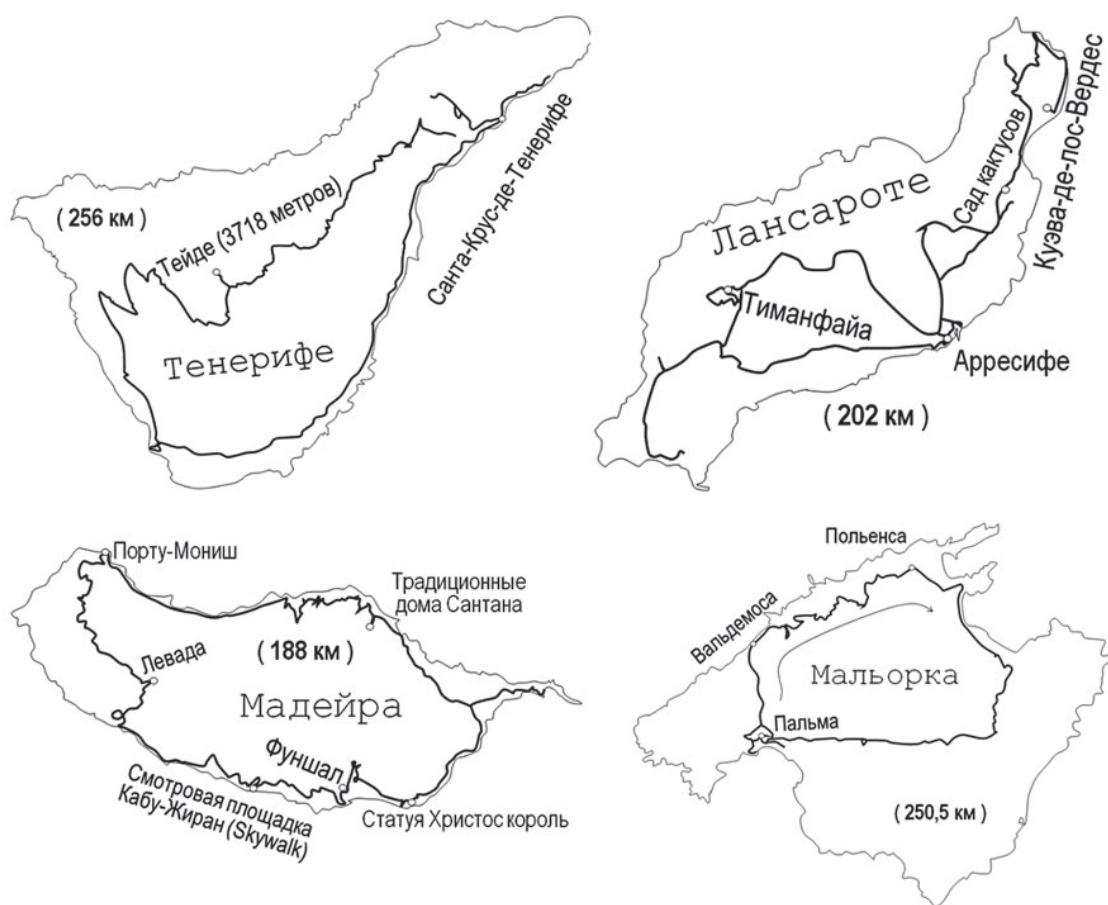 ( 256 км )
Тейде (3718 метров)
Санта-Крус-де-Тенерифе
Тенерифе
Лансароте
Сад кактусов
Куэва-де-лос-Вердес
Тиманфайа
Арресифе
( 202 км )
Порту-Мониш
Традиционные
дома Сантана
Левада
( 188 км )
Мадейра
Фуншал
Смотровая площадка
Кабу-Жиран (Skywalk)
Статуя Христос король
Польенса
Вальдемоса
Мальорка
Пальма
(250,5 км )